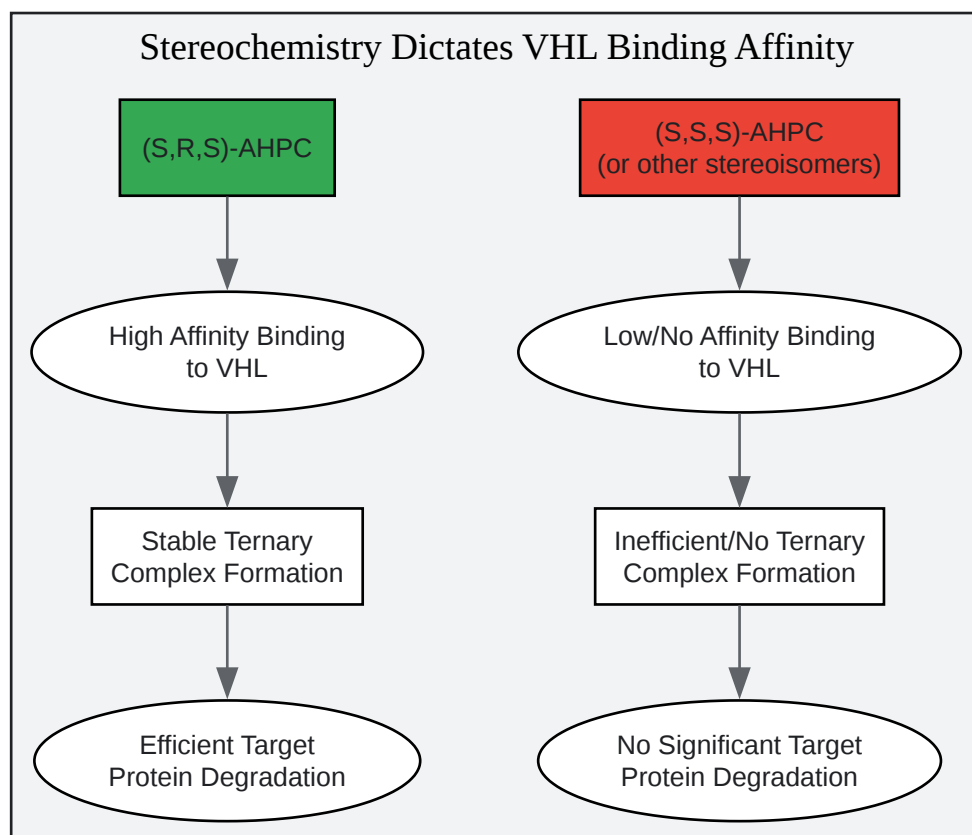 Stereochemistry Dictates VHL Binding Affinity
(S,R,S)-AHPC
High Affinity Binding
to VHL
Stable Ternary
Complex Formation
Efficient Target
Protein Degradation
(S,S,S)-AHPC
(or other stereoisomers)
Low/No Affinity Binding
to VHL
Inefficient/No Ternary
Complex Formation
No Significant Target
Protein Degradation